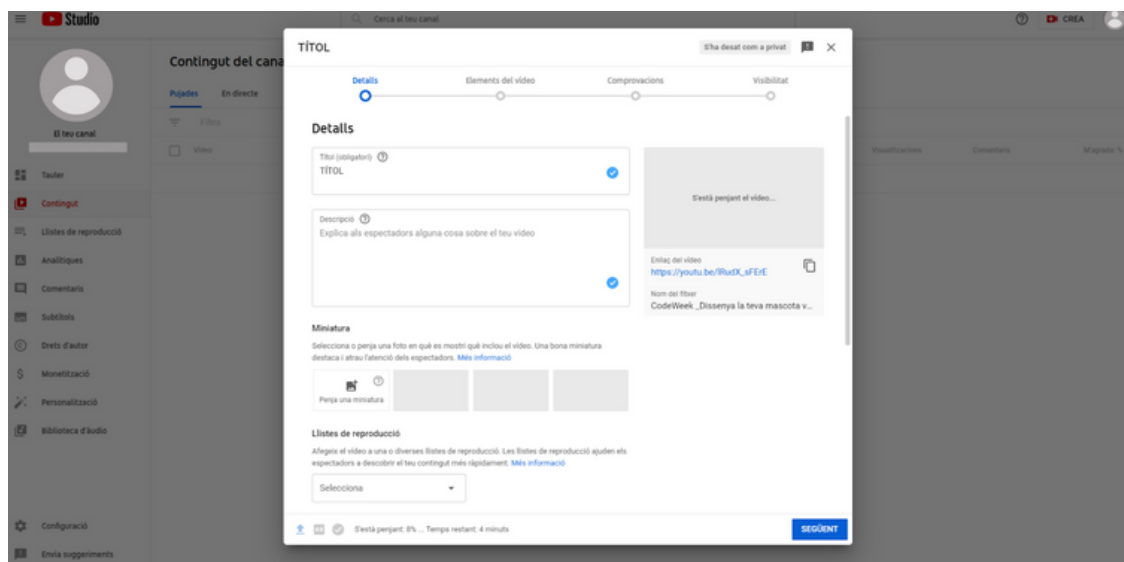 Studio
Cerca al teu canal
CREA
El teu canal
Tauler
Contingut
Llistes de reproducció
Analítiques
Comentaris
Subtítols
Drets d'autor
Monetització
Personalització
Biblioteca d'àudio
Configuració
Envia suggeriments
Contingut del cana
Pujades
En directe
Filtra
Vídeo
Visualitzacions
Comentaris
M'agrada %
TÍTOL
S'ha desat com a privat
Detalls
Elements del vídeo
Comprovacions
Visibilitat
Detalls
Títol (obligatori)
TÍTOL
Descripció
Explica als espectadors alguna cosa sobre el teu vídeo
S'està penjant el vídeo...
Enllaç del vídeo
https://youtu.be/lRudX_sFErE
Nom del fitxer
CodeWeek _Dissenya la teva mascota v...
Miniatura
Selecciona o penja una foto en què es mostri què inclou el vídeo. Una bona miniatura
destaca i atrau l'atenció dels espectadors. Més informació
Penja una miniatura
Llistes de reproducció
Afegeix el vídeo a una o diverses llistes de reproducció. Les llistes de reproducció ajuden els
espectadors a descobrir el teu contingut més ràpidament. Més informació
Selecciona
S'està penjant: 8% ... Temps restant: 4 minuts
SEGÜENT